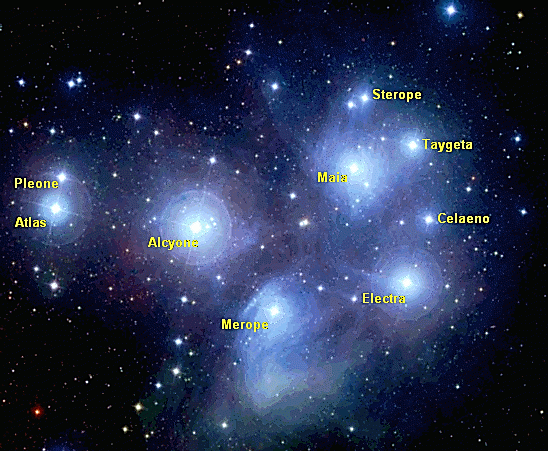 Sterope
Taygeta
Maia
Pleone
Atlas
Celaeno
Alcyone
Electra
Merope